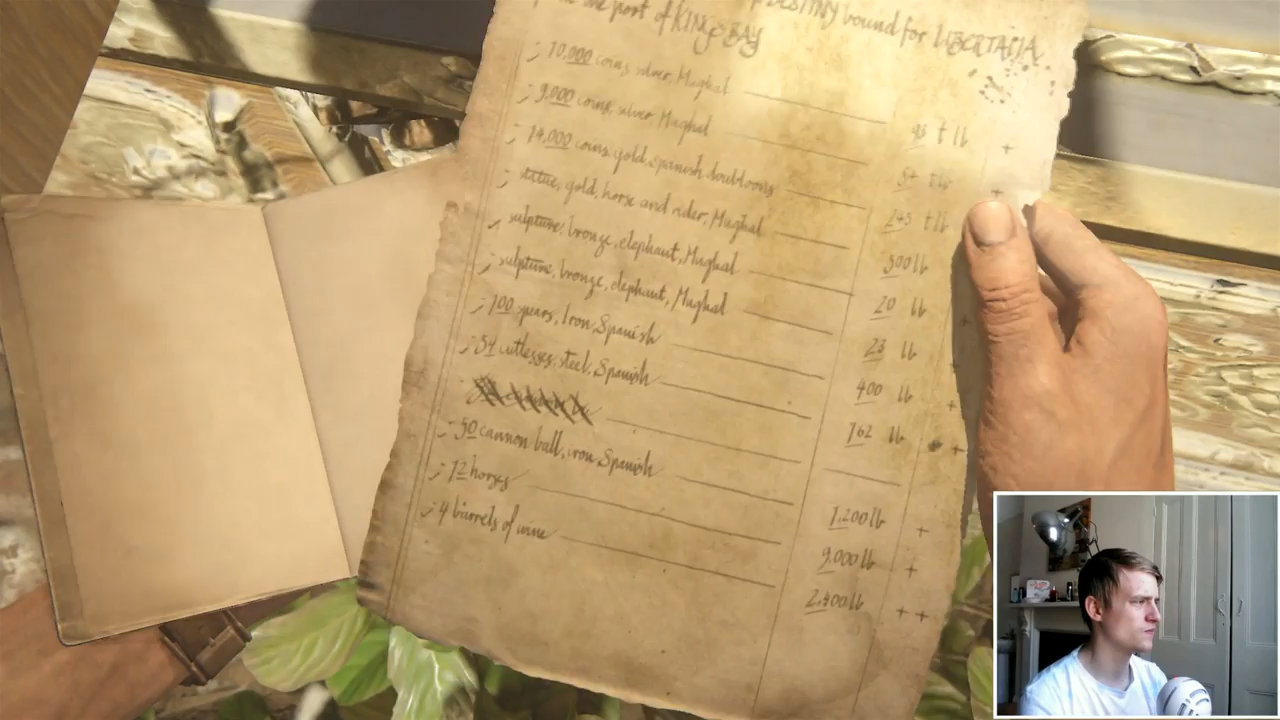 DESTINY bound for LIBERTALIA
the port of KING's BAY
10,000 coins, silver, Mughal 93 t lb +
9,000 coins, silver Mughal t lb +
14,000 coins, gold, Spanish doubloons 245 t lb
statue, gold, horse and rider, Mughal 500 lb
sculpture, bronze, elephant, Mughal 20 lb +
sculpture, bronze, elephant, Mughal 23 lb
100 spears, Iron, Spanish 400 lb +
54 cutlasses, steel, Spanish 162 lb +
50 cannon ball, iron, Spanish 1,200 lb +
12 horses 9,000 lb +
4 barrels of wine 2,400 lb + +